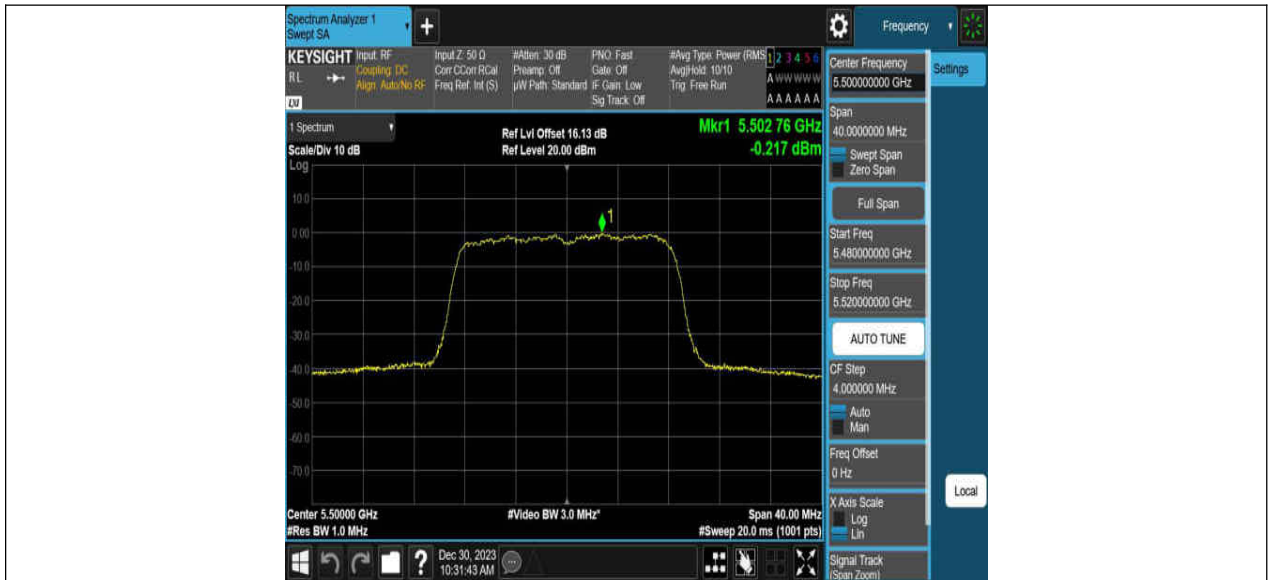 Spectrum Analyzer 1
Swept SA
+
Frequency
KEYSIGHT
RL
Input: RF
Coupling: DC
Align: Auto/No RF
Input Z: 50 Ω
Corr CCorr RCal
Freq Ref: Int (S)
#Atten: 30 dB
Preamp: Off
µW Path: Standard
PNO: Fast
Gate: Off
IF Gain: Low
Sig Track: Off
#Avg Type: Power (RMS
Avg|Hold: 10/10
Trig: Free Run
1 2 3 4 5 6
A W W W W W
A A A A A A
1 Spectrum
Scale/Div 10 dB
Ref Lvl Offset 16.13 dB
Ref Level 20.00 dBm
Mkr1 5.502 76 GHz
-0.217 dBm
Log
10.0
0.00
-10.0
-20.0
-30.0
-40.0
-50.0
-60.0
-70.0
1
Center 5.50000 GHz
#Res BW 1.0 MHz
#Video BW 3.0 MHz*
Span 40.00 MHz
#Sweep 20.0 ms (1001 pts)
Center Frequency
5.500000000 GHz
Settings
Span
40.0000000 MHz
Swept Span
Zero Span
Full Span
Start Freq
5.480000000 GHz
Stop Freq
5.520000000 GHz
AUTO TUNE
CF Step
4.000000 MHz
Auto
Man
Freq Offset
0 Hz
X Axis Scale
Log
Lin
Signal Track
(Span Zoom)
Local
?
Dec 30, 2023
10:31:43 AM